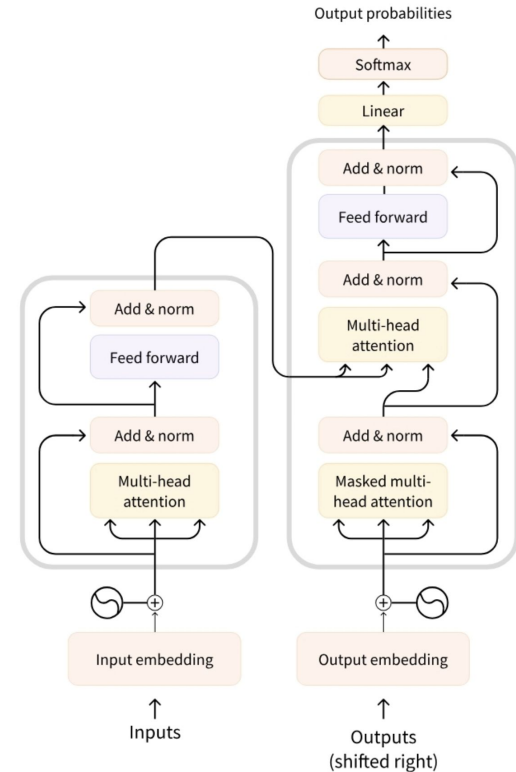 Output probabilities
Softmax
Linear
Add & norm
Feed forward
Add & norm
Multi-head
attention
Add & norm
Masked multi-
head attention
Output embedding
Outputs
(shifted right)
Add & norm
Feed forward
Add & norm
Multi-head
attention
Input embedding
Inputs